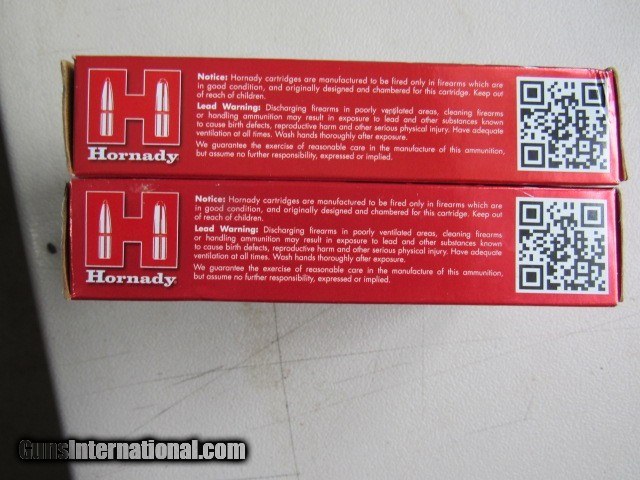 Notice: Hornady cartridges are manufactured to be fired only in firearms which are
in good condition, and originally designed and chambered for this cartridge. Keep out
of reach of children.
Lead Warning: Discharging firearms in poorly ventilated areas, cleaning firearms
or handling ammunition may result in exposure to lead and other substances known
to cause birth defects, reproductive harm and other serious physical injury. Have adequate
ventilation at all times. Wash hands thoroughly after exposure.
We guarantee the exercise of reasonable care in the manufacture of this ammunition,
but assume no further responsibility, expressed or implied.
H
Hornady
Notice: Hornady cartridges are manufactured to be fired only in firearms which are
in good condition, and originally designed and chambered for this cartridge. Keep out
of reach of children.
Lead Warning: Discharging firearms in poorly ventilated areas, cleaning firearms
or handling ammunition may result in exposure to lead and other substances known
to cause birth defects, reproductive harm and other serious physical injury. Have adequate
ventilation at all times. Wash hands thoroughly after exposure.
We guarantee the exercise of reasonable care in the manufacture of this ammunition,
but assume no further responsibility, expressed or implied.
H
Hornady
GunsInternational.com